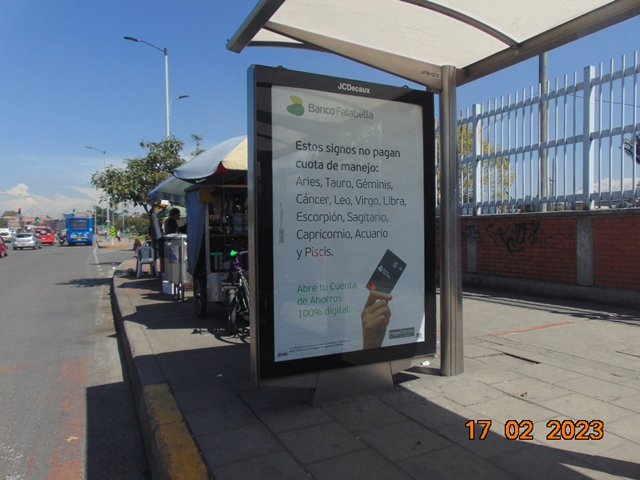 JCDecaux
Banco Falabella
Estos signos no pagan
cuota de manejo:
Aries, Tauro, Géminis,
Cáncer, Leo, Virgo, Libra,
Escorpión, Sagitario,
Capricornio, Acuario
y Piscis.
Abre tu Cuenta
de Ahorros
100% digital.
17 02 2023